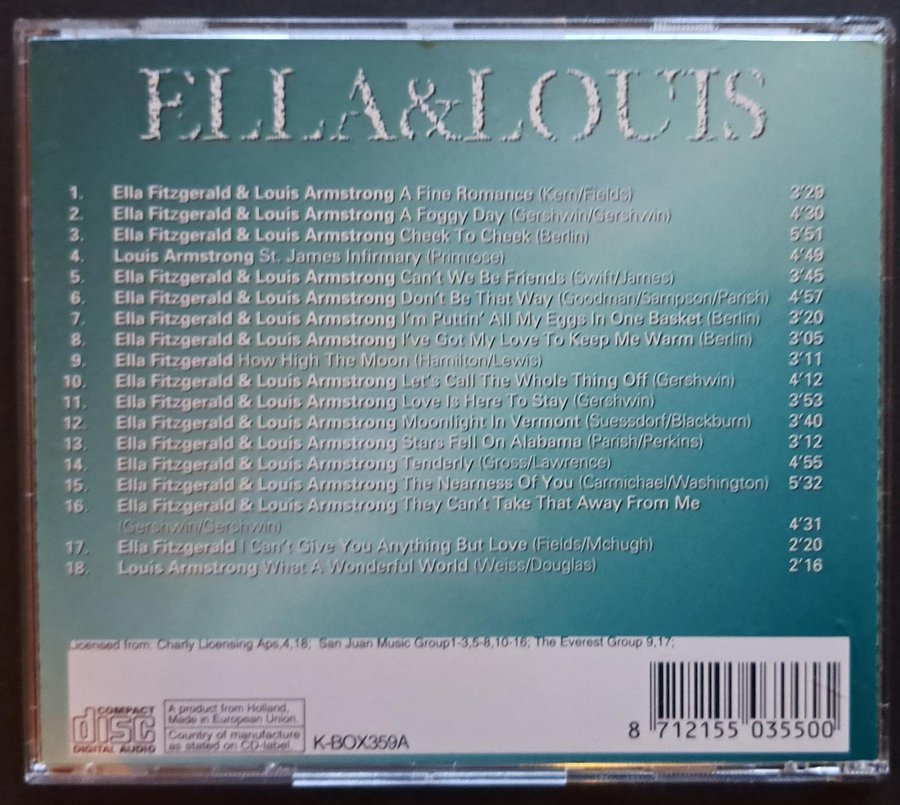 ELLA&LOUIS
1. Ella Fitzgerald & Louis Armstrong A Fine Romance (Kern/Fields) 3'29
2. Ella Fitzgerald & Louis Armstrong A Foggy Day (Gershwin/Gershwin) 4'30
3. Ella Fitzgerald & Louis Armstrong Cheek To Cheek (Berlin) 5'51
4. Louis Armstrong St. James Infirmary (Primrose) 4'49
5. Ella Fitzgerald & Louis Armstrong Can't We Be Friends (Swift/James) 3'45
6. Ella Fitzgerald & Louis Armstrong Don't Be That Way (Goodman/Sampson/Parish) 4'57
7. Ella Fitzgerald & Louis Armstrong I'm Puttin' All My Eggs In One Basket (Berlin) 3'20
8. Ella Fitzgerald & Louis Armstrong I've Got My Love To Keep Me Warm (Berlin) 3'05
9. Ella Fitzgerald How High The Moon (Hamilton/Lewis) 3'11
10. Ella Fitzgerald & Louis Armstrong Let's Call The Whole Thing Off (Gershwin) 4'12
11. Ella Fitzgerald & Louis Armstrong Love Is Here To Stay (Gershwin) 3'53
12. Ella Fitzgerald & Louis Armstrong Moonlight In Vermont (Suessdorf/Blackburn) 3'40
13. Ella Fitzgerald & Louis Armstrong Stars Fell On Alabama (Parish/Perkins) 3'12
14. Ella Fitzgerald & Louis Armstrong Tenderly (Gross/Lawrence) 4'55
15. Ella Fitzgerald & Louis Armstrong The Nearness Of You (Carmichael/Washington) 5'32
16. Ella Fitzgerald & Louis Armstrong They Can't Take That Away From Me
(Gershwin/Gershwin) 4'31
17. Ella Fitzgerald I Can't Give You Anything But Love (Fields/Mchugh) 2'20
18. Louis Armstrong What A Wonderful World (Weiss/Douglas) 2'16
Licensed from: Charly Licensing Aps,4,18; San Juan Music Group1-3,5-8,10-16; The Everest Group 9,17;
COMPACT
disc
DIGITAL AUDIO
A product from Holland,
Made in European Union.
Country of manufacture
as stated on CD-label.
K-BOX359A
8 712155 035500